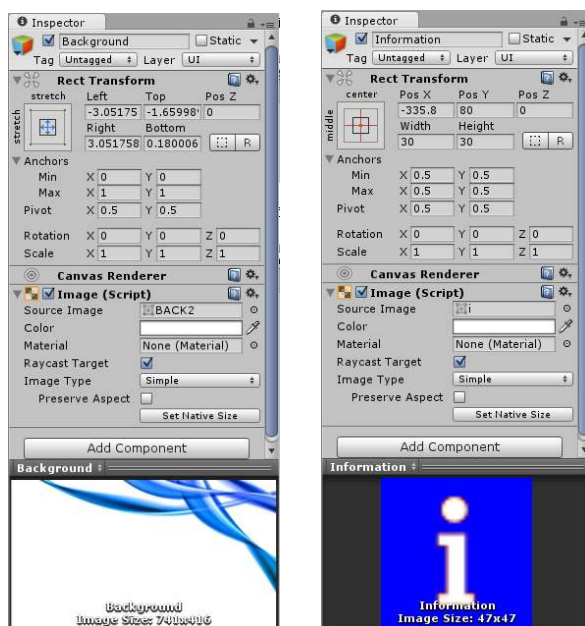 Inspector
Background Static
Tag Untagged Layer UI
Rect Transform
stretch Left Top Pos Z
stretch -3.05175 -1.65998 0
Right Bottom
3.051758 0.180006 R
Anchors
Min X 0 Y 0
Max X 1 Y 1
Pivot X 0.5 Y 0.5
Rotation X 0 Y 0 Z 0
Scale X 1 Y 1 Z 1
Canvas Renderer
Image (Script)
Source Image BACK2
Color
Material None (Material)
Raycast Target
Image Type Simple
Preserve Aspect
Set Native Size
Add Component
Background
Background
Image Size: 741x416
Inspector
Information Static
Tag Untagged Layer UI
Rect Transform
center Pos X Pos Y Pos Z
middle -335.8 80 0
Width Height
30 30 R
Anchors
Min X 0.5 Y 0.5
Max X 0.5 Y 0.5
Pivot X 0.5 Y 0.5
Rotation X 0 Y 0 Z 0
Scale X 1 Y 1 Z 1
Canvas Renderer
Image (Script)
Source Image i
Color
Material None (Material)
Raycast Target
Image Type Simple
Preserve Aspect
Set Native Size
Add Component
Information
i
Information
Image Size: 47x47